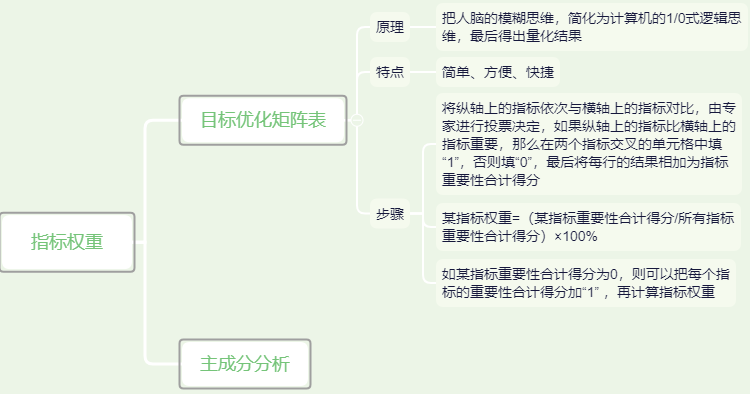 指标权重
目标优化矩阵表
原理
把人脑的模糊思维，简化为计算机的1/0式逻辑思
维，最后得出量化结果
特点
简单、方便、快捷
步骤
将纵轴上的指标依次与横轴上的指标对比，由专
家进行投票决定，如果纵轴上的指标比横轴上的
指标重要，那么在两个指标交叉的单元格中填
“1”，否则填“0”，最后将每行的结果相加为指标
重要性合计得分
某指标权重=（某指标重要性合计得分/所有指标
重要性合计得分）×100%
如某指标重要性合计得分为0，则可以把每个指
标的重要性合计得分加“1” ，再计算指标权重
主成分分析